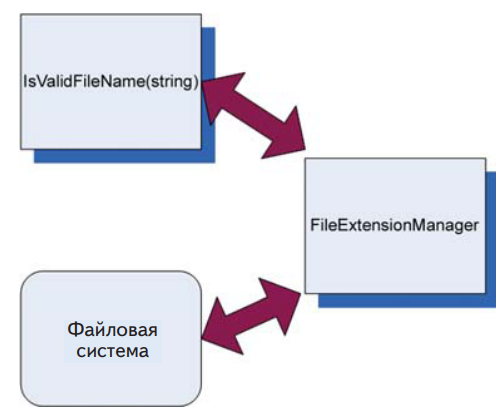 IsValidFileName(string)
FileExtensionManager
Файловая
система